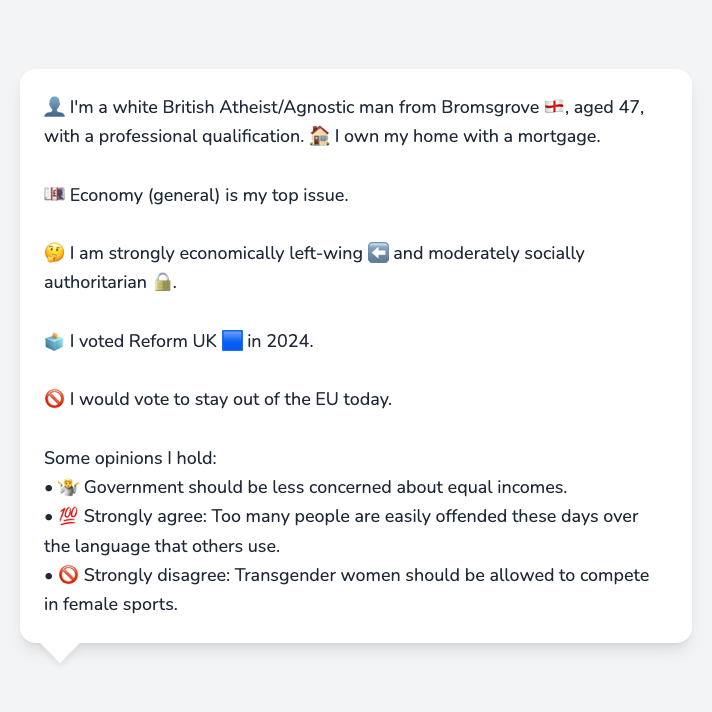 👤 I'm a white British Atheist/Agnostic man from Bromsgrove 🏴󠁧󠁢󠁥󠁮󠁧󠁿, aged 47,
with a professional qualification. 🏠 I own my home with a mortgage.
💷 Economy (general) is my top issue.
🤔 I am strongly economically left-wing ⬅️ and moderately socially
authoritarian 🔒.
🗳️ I voted Reform UK 🟦 in 2024.
🚫 I would vote to stay out of the EU today.
Some opinions I hold:
• 🤷 Government should be less concerned about equal incomes.
• 💯 Strongly agree: Too many people are easily offended these days over
the language that others use.
• 🚫 Strongly disagree: Transgender women should be allowed to compete
in female sports.